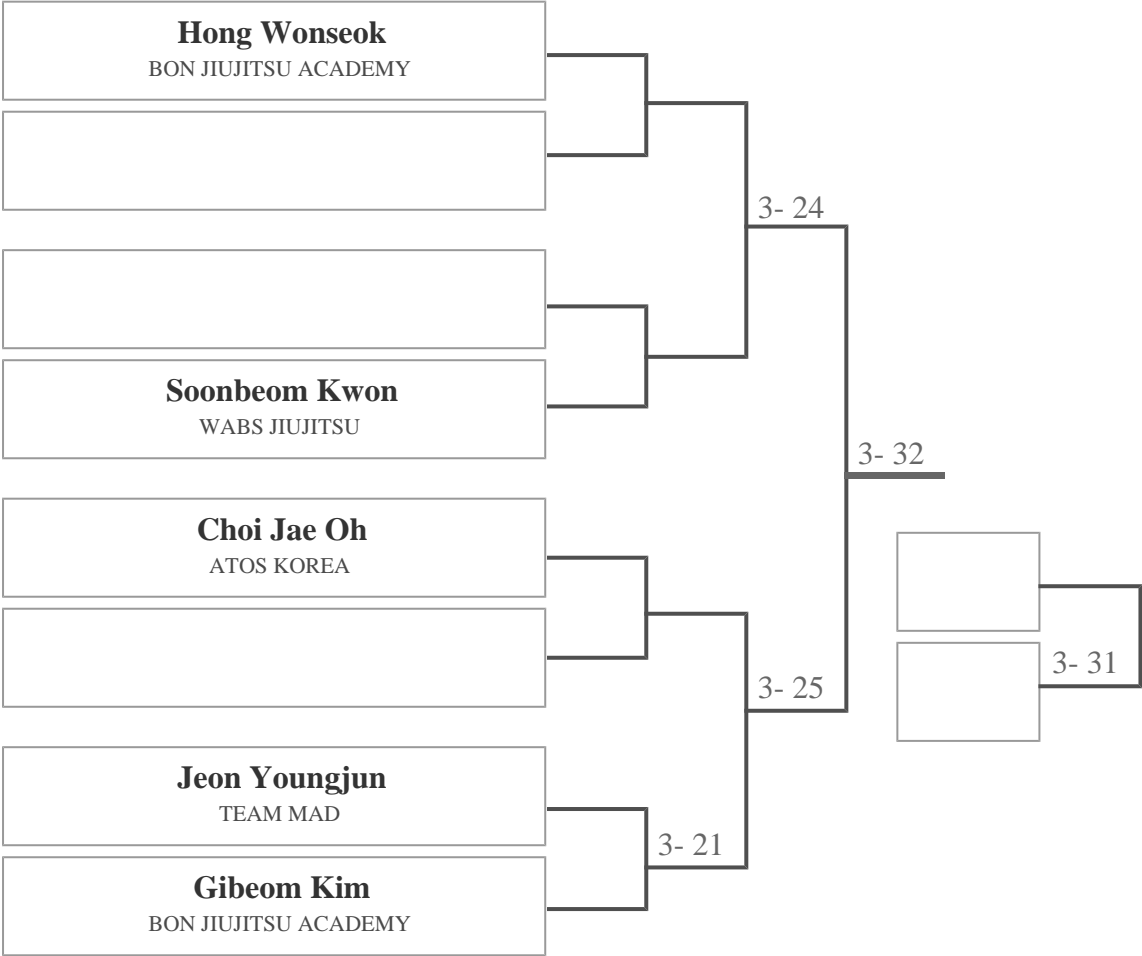 Hong Wonseok
BON JIUJITSU ACADEMY
3- 24
Soonbeom Kwon
WABS JIUJITSU
3- 32
Choi Jae Oh
ATOS KOREA
3- 31
3- 25
Jeon Youngjun
TEAM MAD
3- 21
Gibeom Kim
BON JIUJITSU ACADEMY